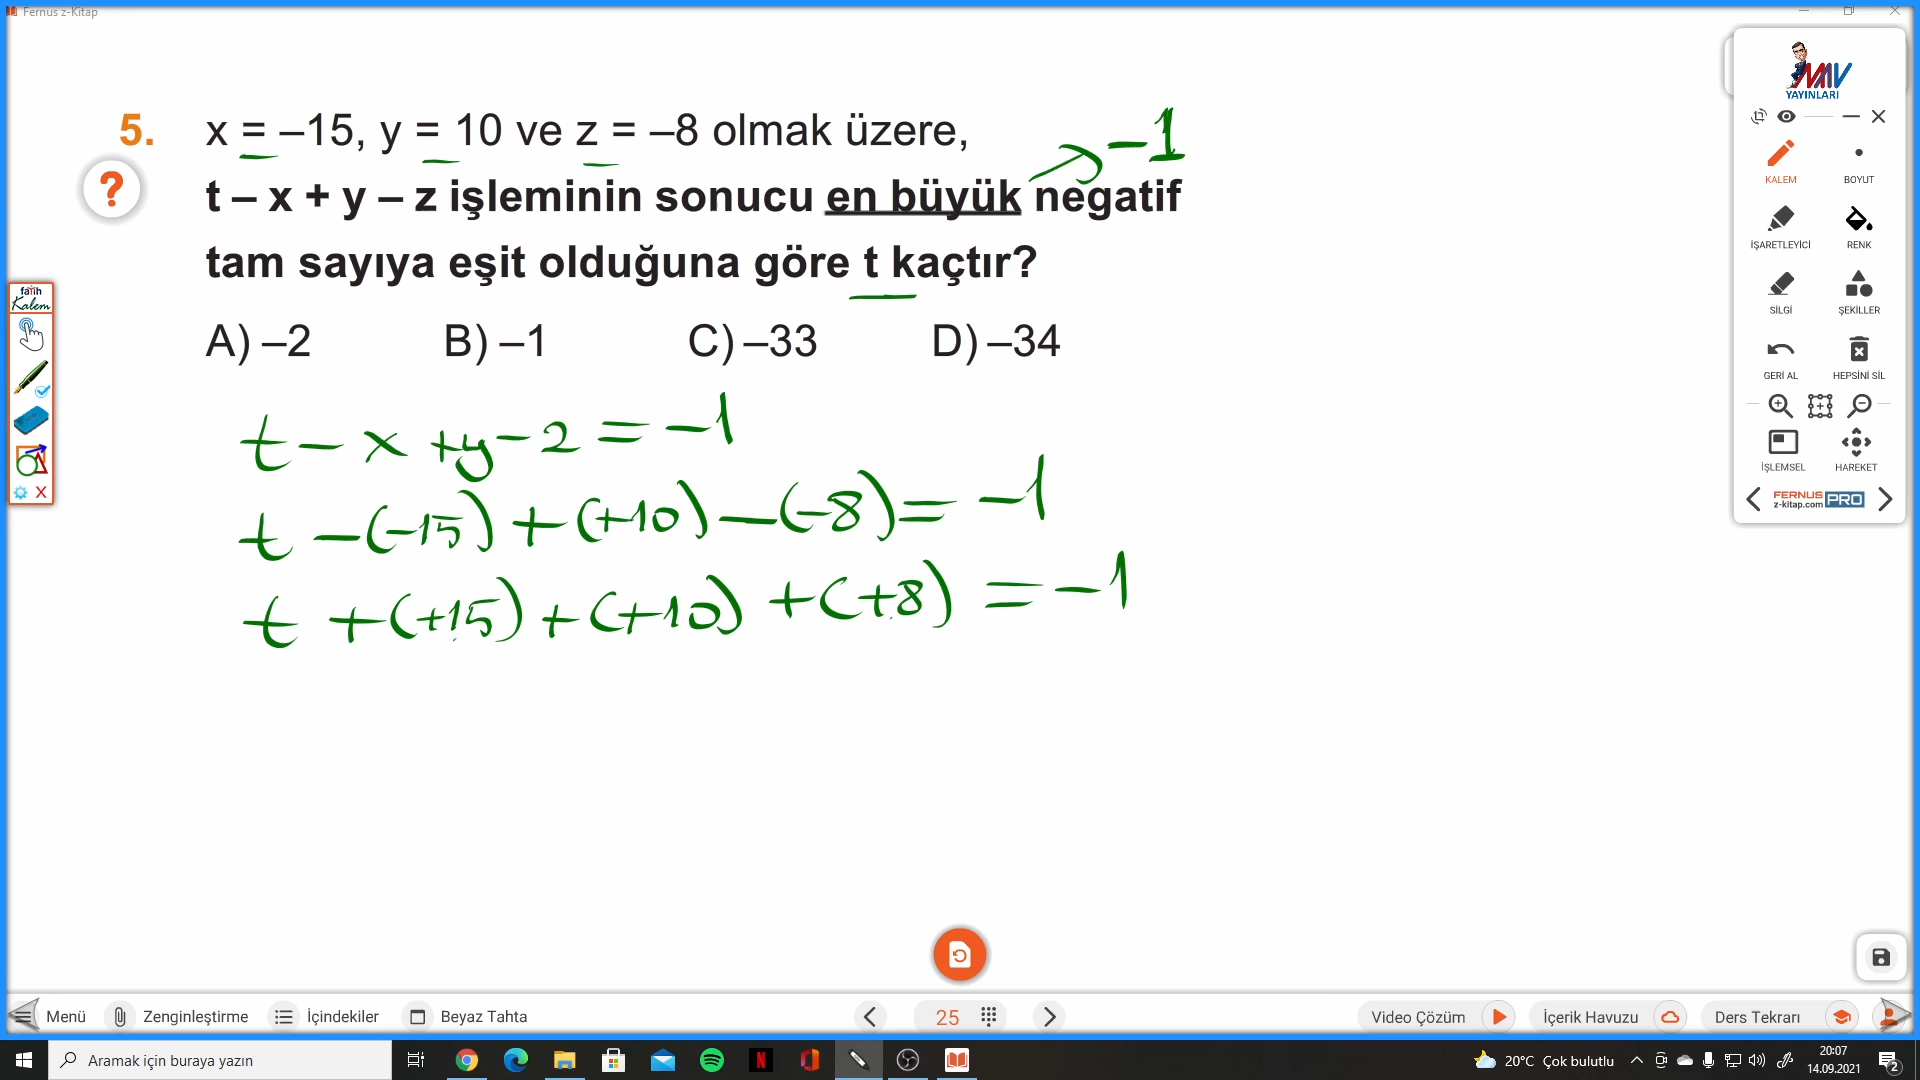 Fernus z-Kitap
5. x = –15, y = 10 ve z = –8 olmak üzere,
–1
t – x + y – z işleminin sonucu en büyük negatif
tam sayıya eşit olduğuna göre t kaçtır?
A) –2 B) –1 C) –33 D) –34
t – x + y – 2 = –1
t – (–15) + (+10) – (–8) = –1
t + (+15) + (+10) + (+8) = –1
fatih
Kalem
MAV
YAYINLARI
KALEM BOYUT
İŞARETLEYİCİ RENK
SİLGİ ŞEKİLLER
GERİ AL HEPSİNİ SİL
İŞLEMSEL HAREKET
FERNUS PRO
z-kitap.com
Menü Zenginleştirme İçindekiler Beyaz Tahta 25 Video Çözüm İçerik Havuzu Ders Tekrarı
Aramak için buraya yazın
20°C Çok bulutlu
20:07
14.09.2021
2